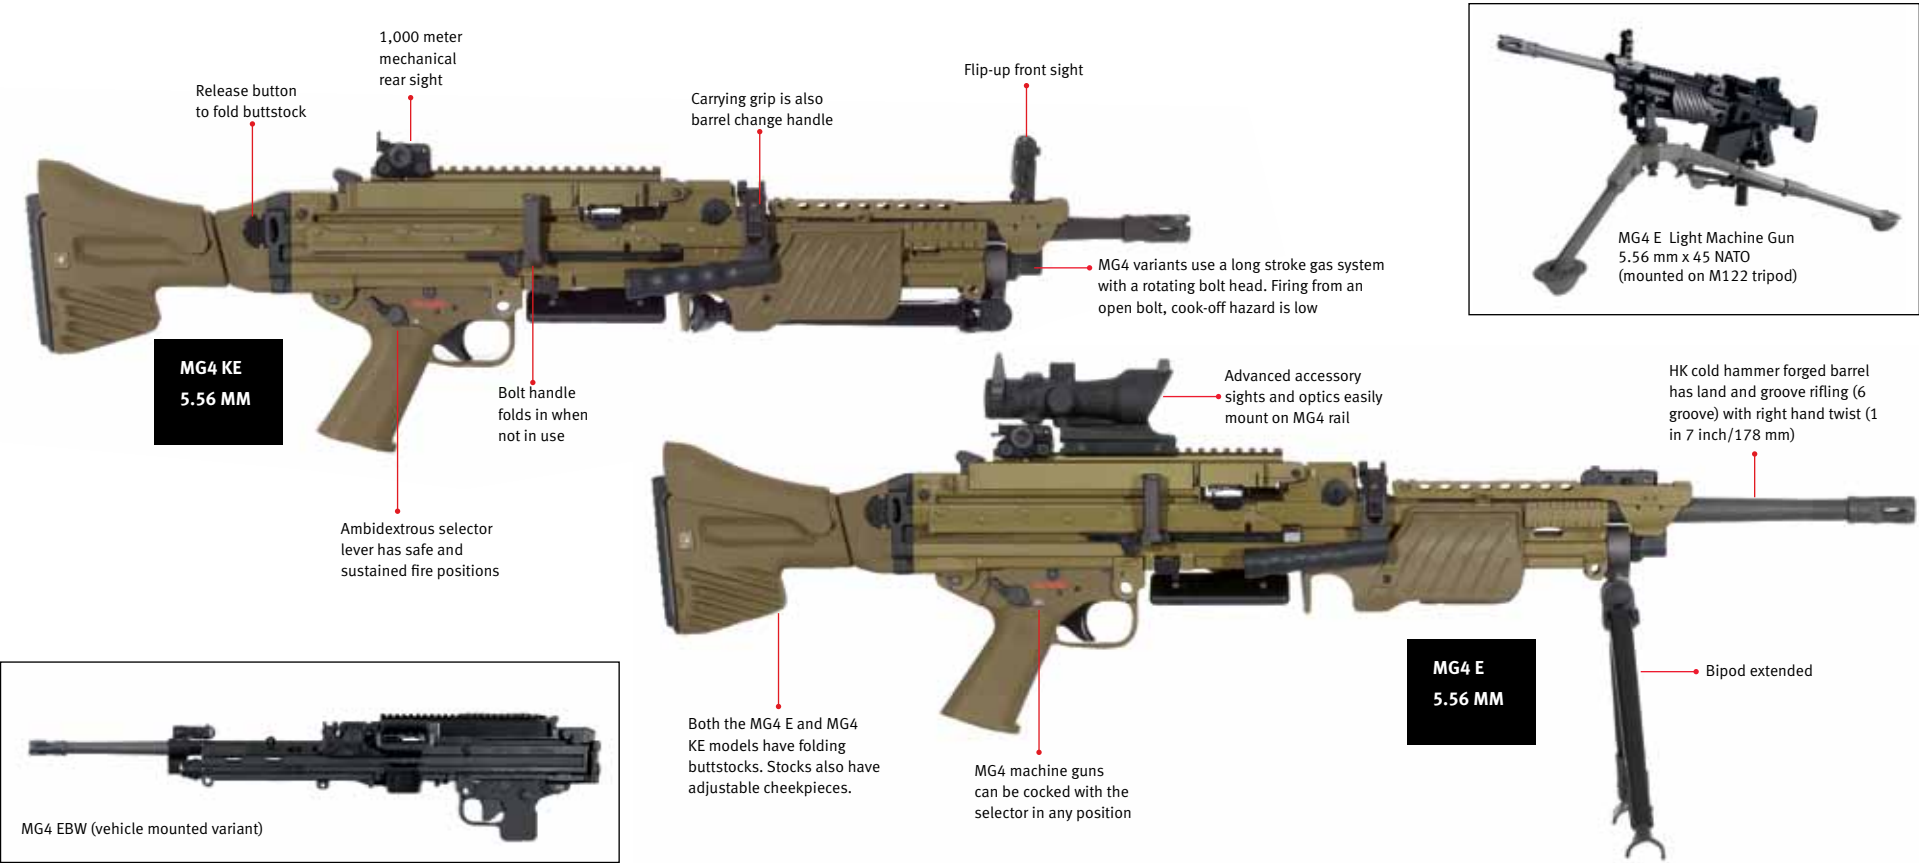 1,000 meter
mechanical
rear sight
Release button
to fold buttstock
Carrying grip is also
barrel change handle
Flip-up front sight
MG4 E Light Machine Gun
5.56 mm x 45 NATO
(mounted on M122 tripod)
MG4 variants use a long stroke gas system
with a rotating bolt head. Firing from an
open bolt, cook-off hazard is low
MG4 KE
5.56 MM
Bolt handle
folds in when
not in use
Ambidextrous selector
lever has safe and
sustained fire positions
Advanced accessory
sights and optics easily
mount on MG4 rail
HK cold hammer forged barrel
has land and groove rifling (6
groove) with right hand twist (1
in 7 inch/178 mm)
MG4 E
5.56 MM
Bipod extended
Both the MG4 E and MG4
KE models have folding
buttstocks. Stocks also have
adjustable cheekpieces.
MG4 machine guns
can be cocked with the
selector in any position
MG4 EBW (vehicle mounted variant)